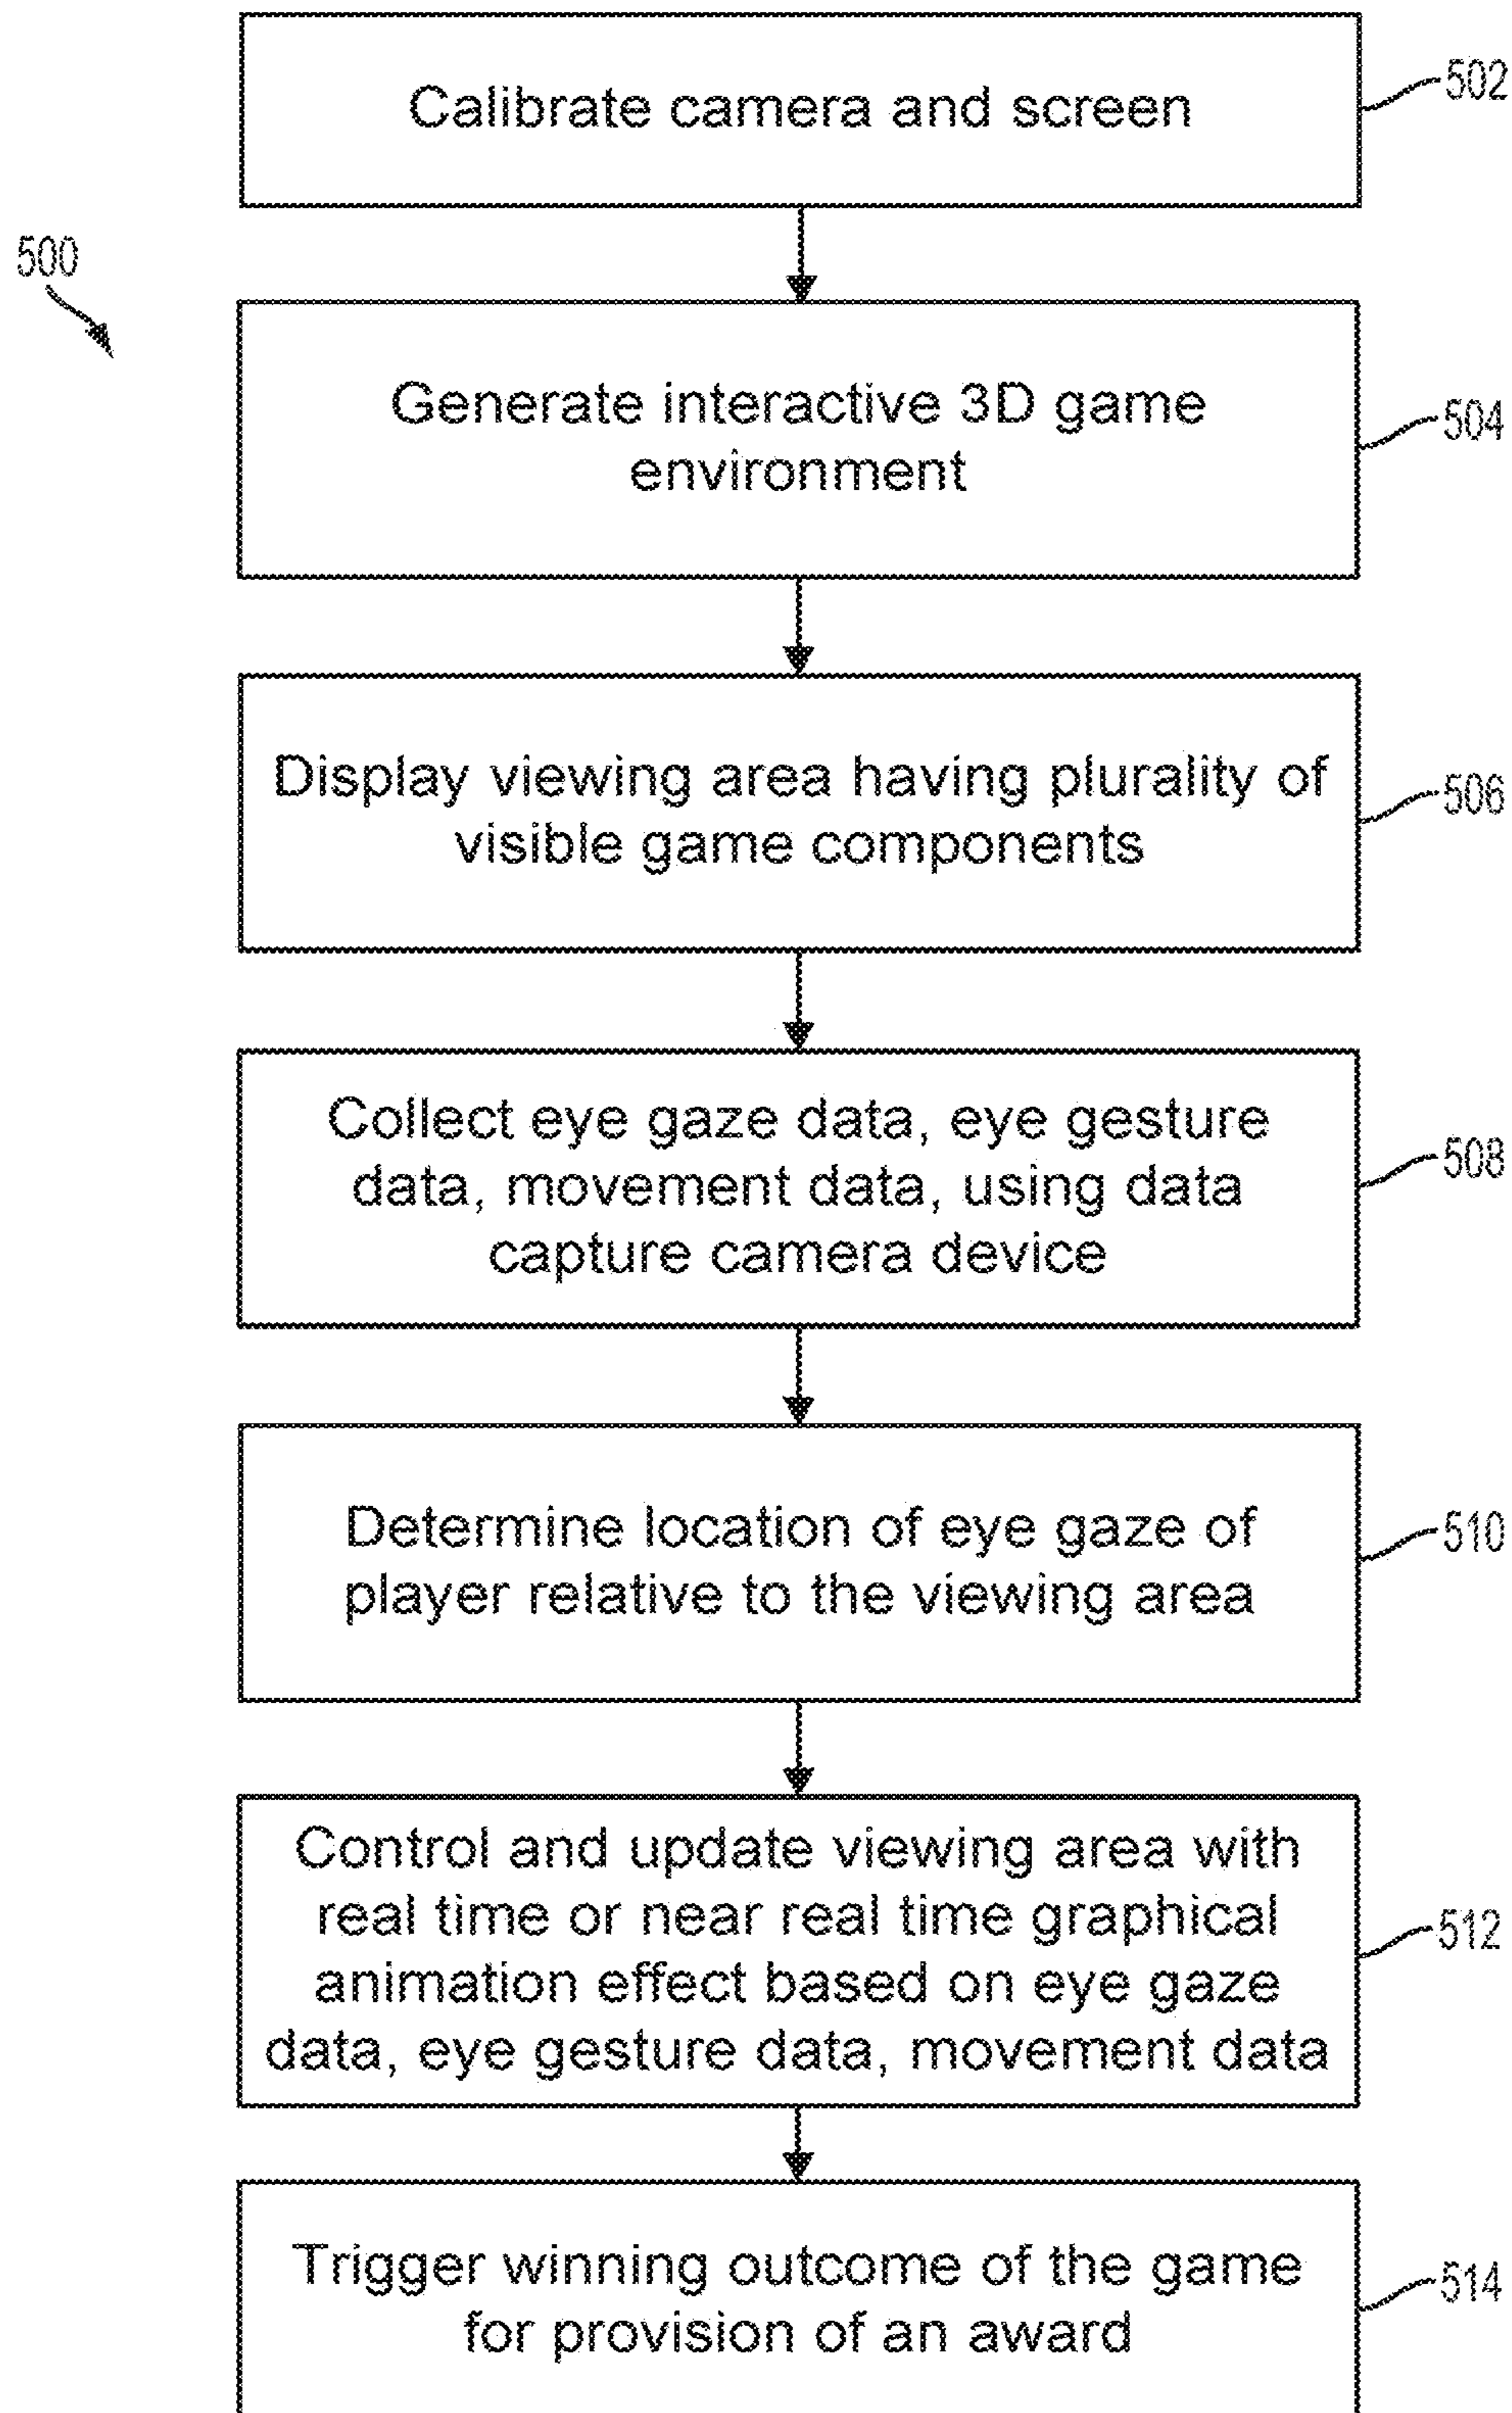 Calibrate camera and screen
502
500
Generate interactive 3D game
environment
504
Display viewing area having plurality of
visible game components
506
Collect eye gaze data, eye gesture
data, movement data, using data
capture camera device
508
Determine location of eye gaze of
player relative to the viewing area
510
Control and update viewing area with
real time or near real time graphical
animation effect based on eye gaze
data, eye gesture data, movement data
512
Trigger winning outcome of the game
for provision of an award
514